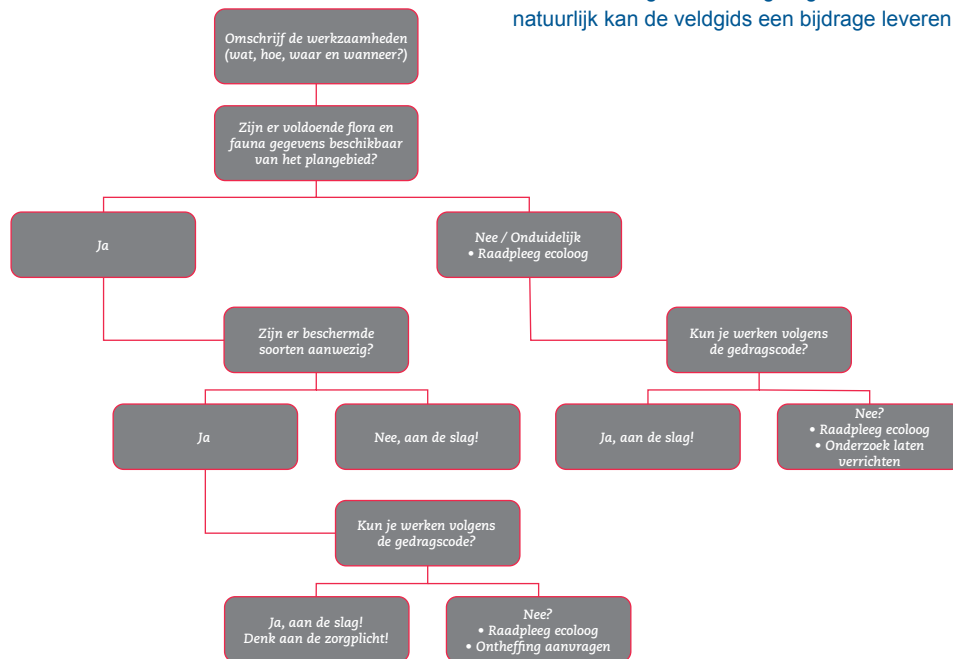 natuurlijk kan de veldgids een bijdrage leveren
Omschrijf de werkzaamheden
(wat, hoe, waar en wanneer?)
Zijn er voldoende flora en
fauna gegevens beschikbaar
van het plangebied?
Ja
Nee / Onduidelijk
• Raadpleeg ecoloog
Zijn er beschermde
soorten aanwezig?
Kun je werken volgens
de gedragscode?
Ja
Nee, aan de slag!
Ja, aan de slag!
Nee?
• Raadpleeg ecoloog
• Onderzoek laten
verrichten
Kun je werken volgens
de gedragscode?
Ja, aan de slag!
Denk aan de zorgplicht!
Nee?
• Raadpleeg ecoloog
• Ontheffing aanvragen